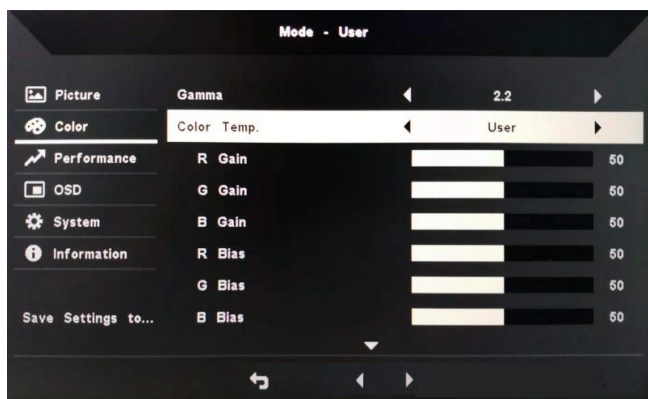 Mode - User
Picture
Gamma
2.2
Color
Color Temp.
User
Performance
R Gain
50
OSD
G Gain
50
System
B Gain
50
Information
R Bias
50
G Bias
50
Save Settings to...
B Bias
50